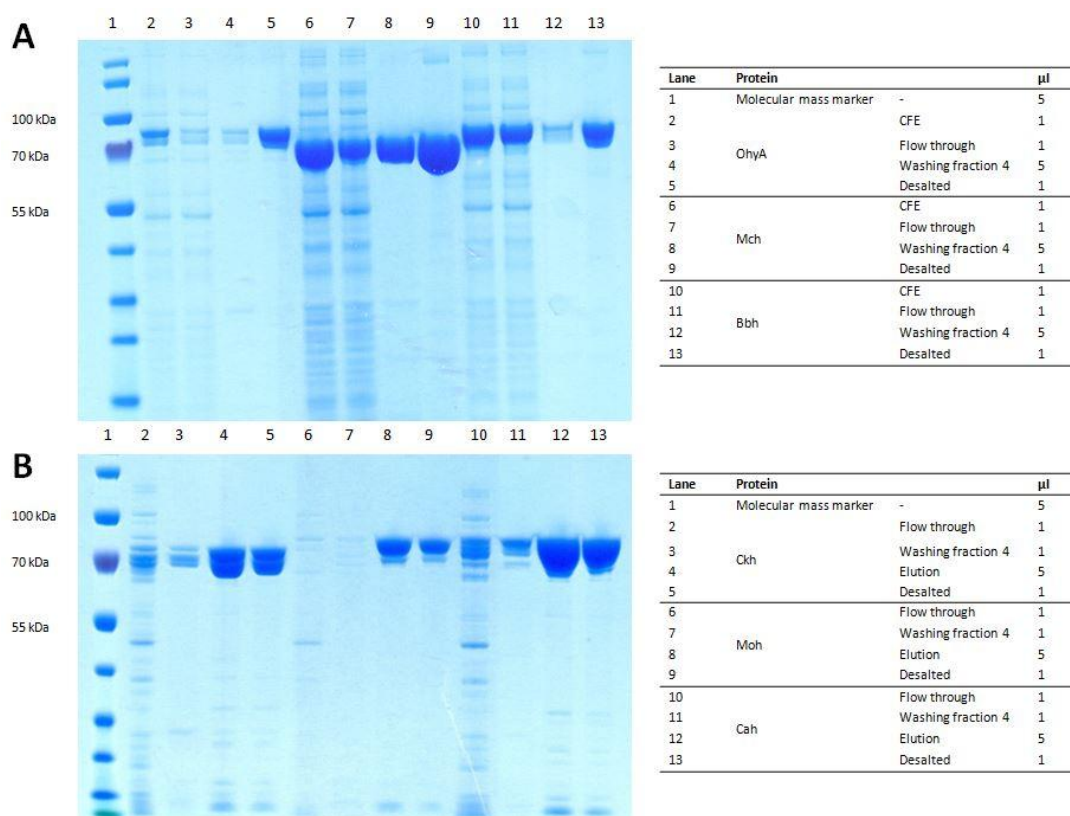 A
1 2 3 4 5 6 7 8 9 10 11 12 13
100 kDa
70 kDa
55 kDa
Lane Protein µl
1 Molecular mass marker - 5
2 CFE 1
OhyA
3 Flow through 1
4 Washing fraction 4 5
5 Desalted 1
6 CFE 1
7 Flow through 1
Mch
8 Washing fraction 4 5
9 Desalted 1
10 CFE 1
11 Flow through 1
Bbh
12 Washing fraction 4 5
13 Desalted 1
B
1 2 3 4 5 6 7 8 9 10 11 12 13
100 kDa
70 kDa
55 kDa
Lane Protein µl
1 Molecular mass marker - 5
2 Flow through 1
3 Washing fraction 4 1
Ckh
4 Elution 5
5 Desalted 1
6 Flow through 1
7 Washing fraction 4 1
Moh
8 Elution 5
9 Desalted 1
10 Flow through 1
11 Washing fraction 4 1
Cah
12 Elution 5
13 Desalted 1